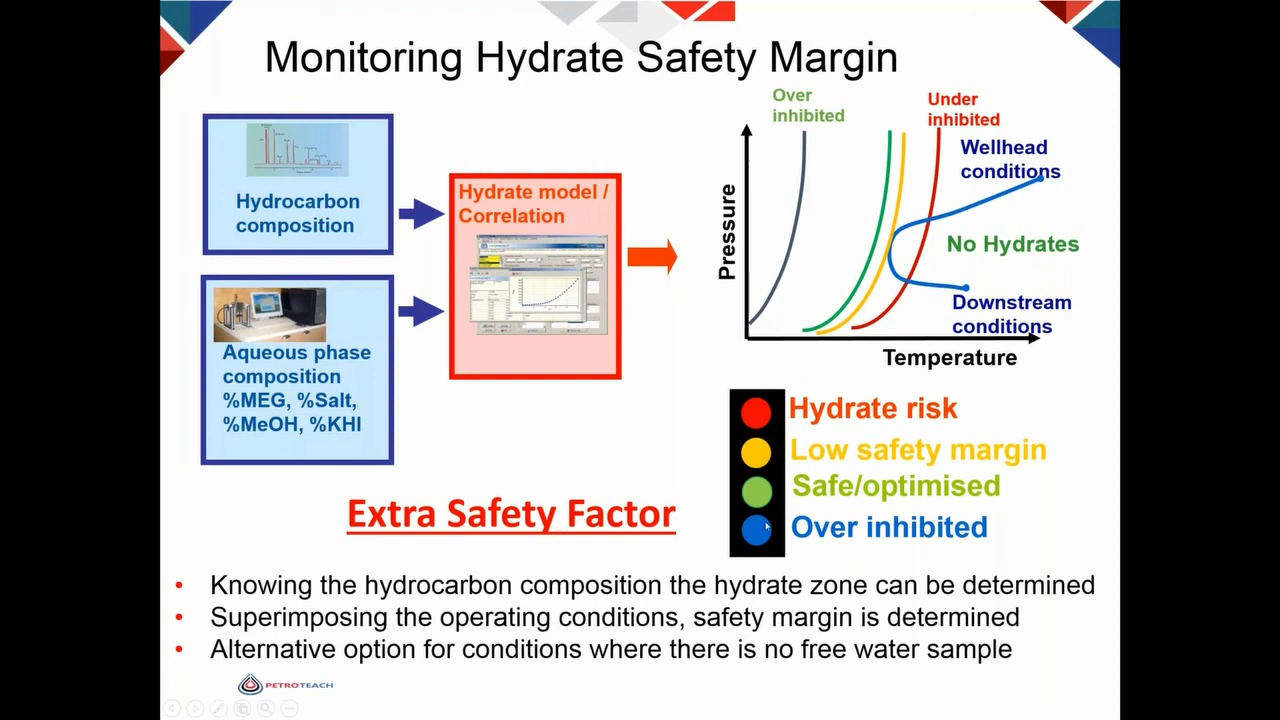 Monitoring Hydrate Safety Margin
Hydrocarbon
composition
Aqueous phase
composition
%MEG, %Salt,
%MeOH, %KHI
Hydrate model /
Correlation
Over
inhibited
Under
inhibited
Wellhead
conditions
No Hydrates
Downstream
conditions
Pressure
Temperature
Hydrate risk
Low safety margin
Safe/optimised
Over inhibited
Extra Safety Factor
• Knowing the hydrocarbon composition the hydrate zone can be determined
• Superimposing the operating conditions, safety margin is determined
• Alternative option for conditions where there is no free water sample
PETROTEACH